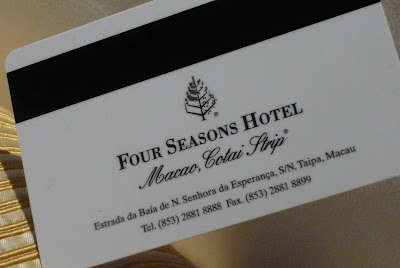 Four Seasons Hotel
Macao, Cotai Strip®
Estrada da Baía de N. Senhora da Esperança, S/N, Taipa, Macau
Tel. (853) 2881 8888 Fax. (853) 2881 8899